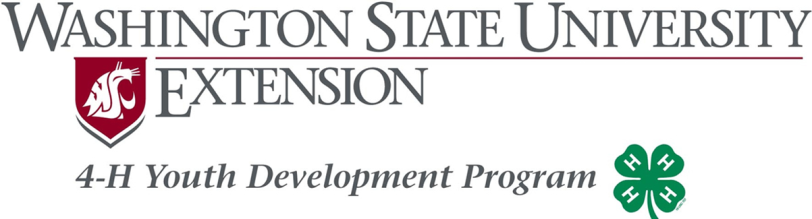 WASHINGTON STATE UNIVERSITY
EXTENSION
4-H Youth Development Program
H H
H H